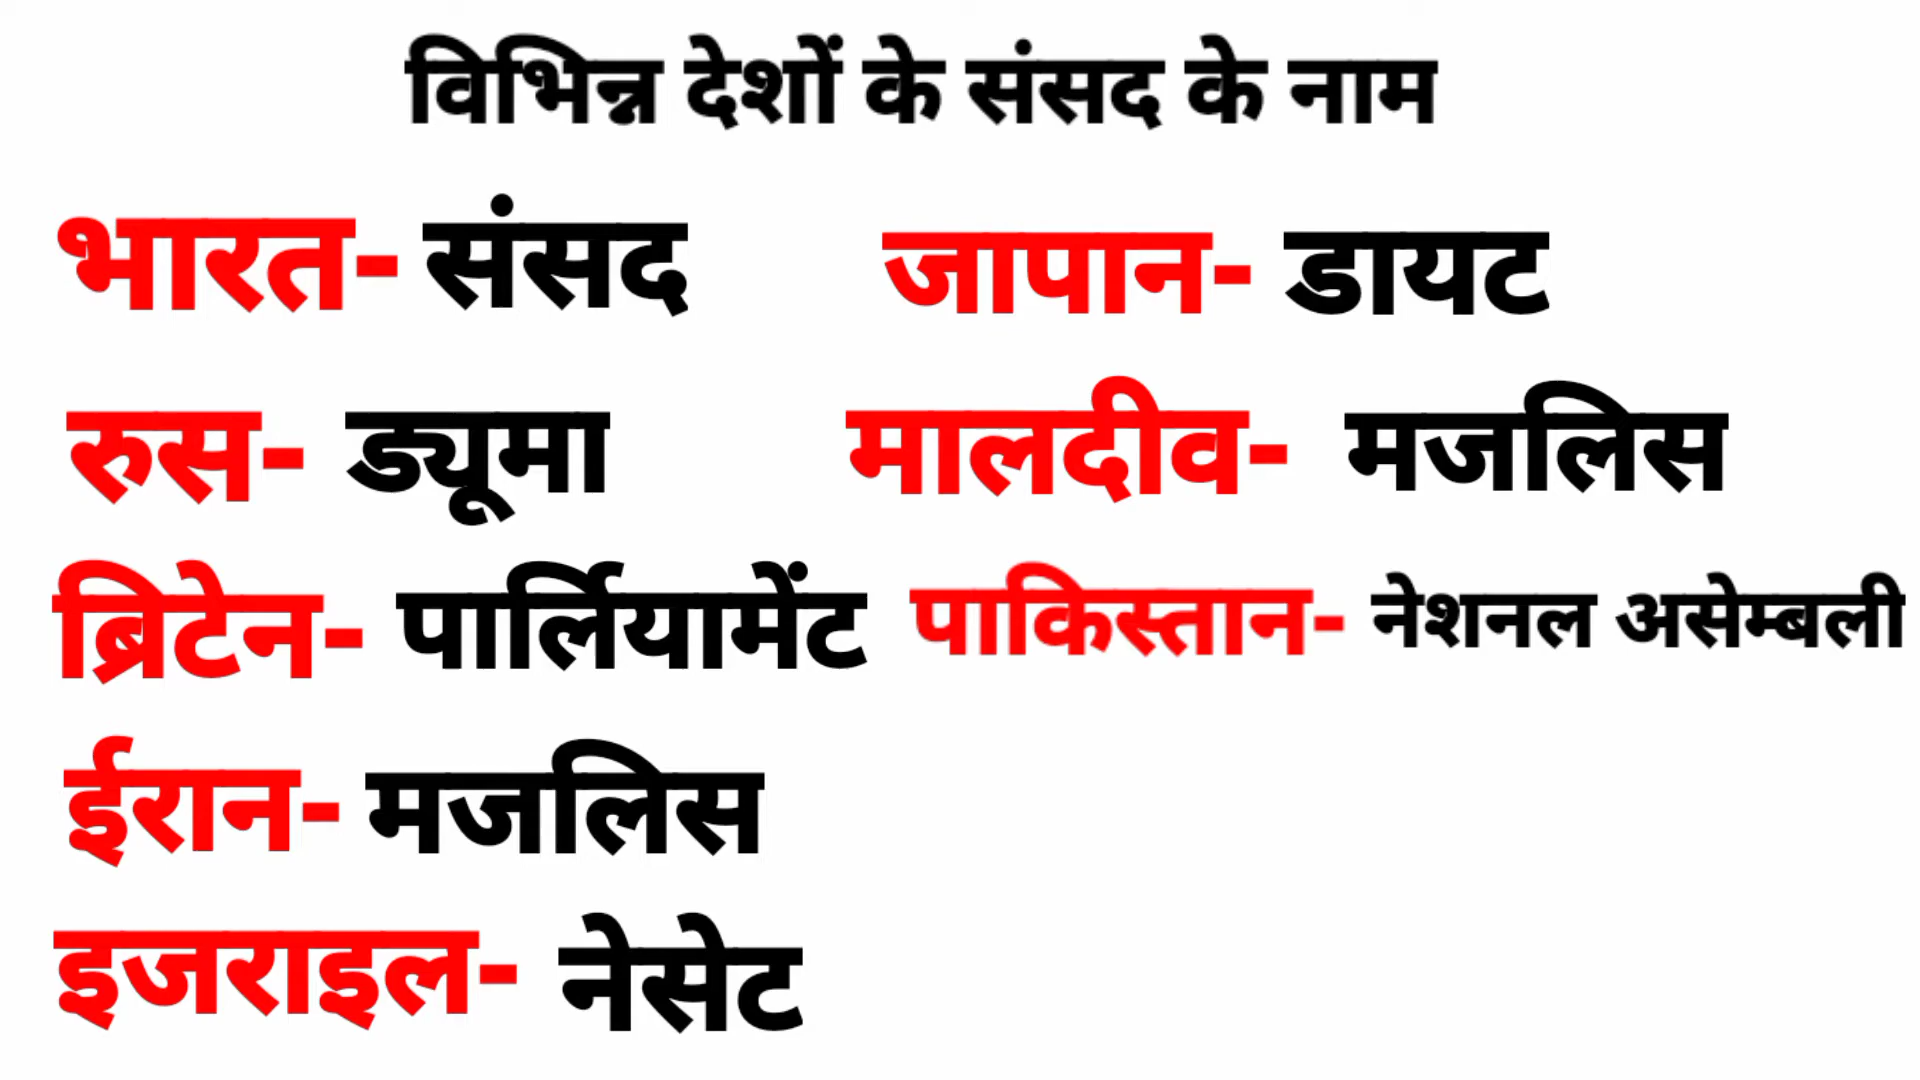 विभिन्न देशों के संसद के नाम
भारत- संसद
रुस- ड्यूमा
ब्रिटेन- पार्लियामेंट
ईरान- मजलिस
इजराइल- नेसेट
जापान- डायट
मालदीव- मजलिस
पाकिस्तान- नेशनल असेम्बली